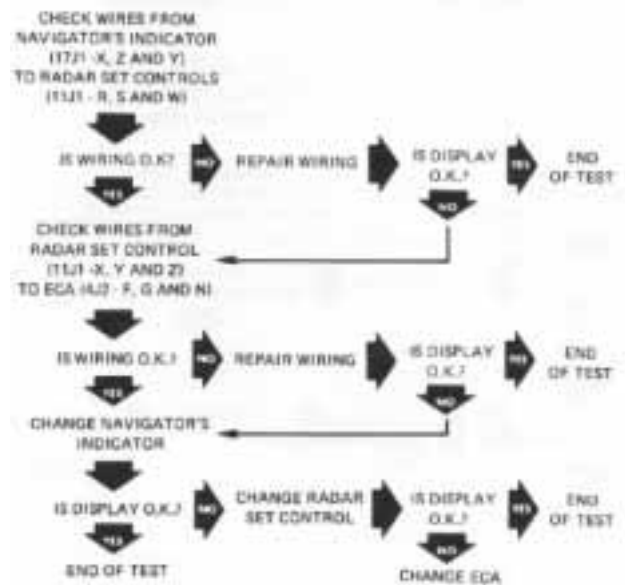 CHECK WIRES FROM
NAVIGATOR'S INDICATOR
(17J1 -X, Z AND Y)
TO RADAR SET CONTROLS
(11J1 - R, S AND W)
IS WIRING O.K.?
NO
REPAIR WIRING
IS DISPLAY
O.K.?
YES
END
OF TEST
YES
NO
CHECK WIRES FROM
RADAR SET CONTROL
(11J1 -X, Y AND Z)
TO ECA (4J2 - F, G AND N)
IS WIRING O.K.?
NO
REPAIR WIRING
IS DISPLAY
O.K.?
YES
END
OF TEST
YES
NO
CHANGE NAVIGATOR'S
INDICATOR
IS DISPLAY O.K.?
NO
CHANGE RADAR
SET CONTROL
IS DISPLAY
O.K.?
YES
END
OF TEST
YES
NO
END OF TEST
CHANGE ECA